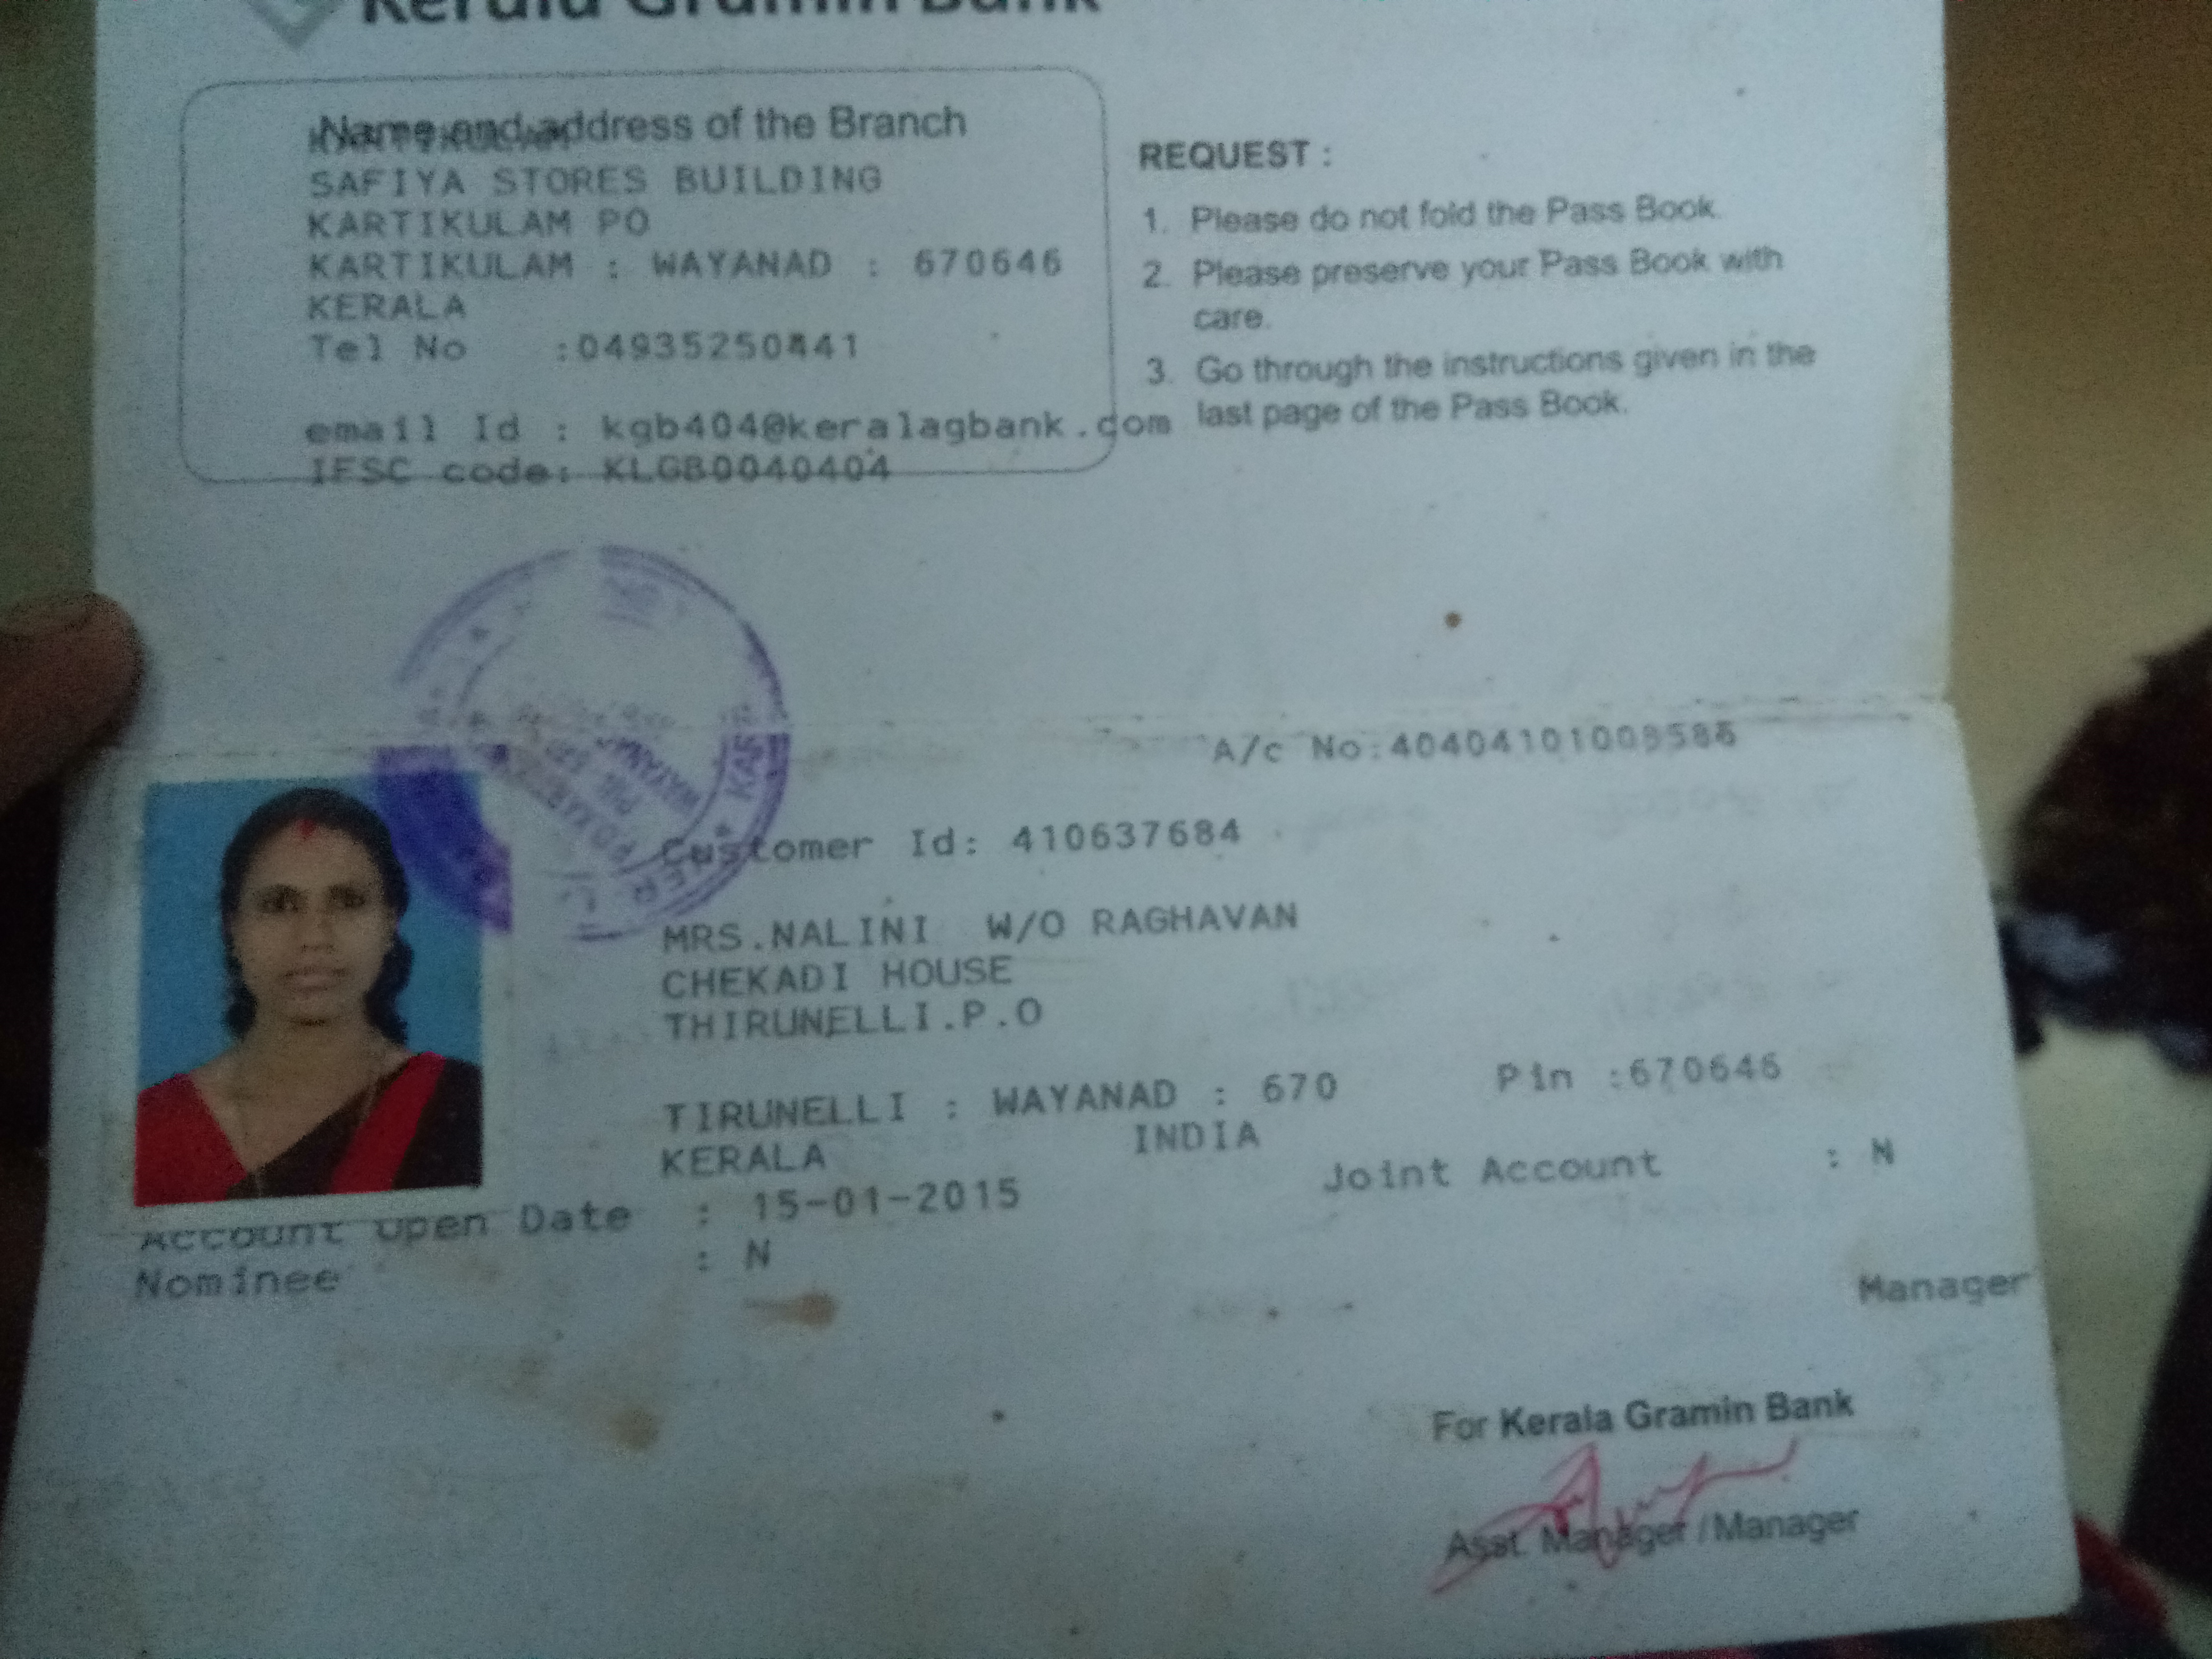 Kerala Gramin Bank
Name and address of the Branch
SAFIYA STORES BUILDING
KARTIKULAM PO
KARTIKULAM : WAYANAD : 670646
KERALA
Tel No :04935250441
email Id : kgb404@keralagbank.com
IFSC code: KLGB0040404
REQUEST :
1. Please do not fold the Pass Book.
2. Please preserve your Pass Book with
care.
3. Go through the instructions given in the
last page of the Pass Book.
A/c No:
Customer Id: 410637684
MRS.NALINI W/O RAGHAVAN
CHEKADI HOUSE
THIRUNELLI.P.O
TIRUNELLI : WAYANAD : 670 Pin :670646
KERALA INDIA
Joint Account : N
Account Open Date : 15-01-2015
Nominee : N
Manager
For Kerala Gramin Bank
Asst. Manager / Manager